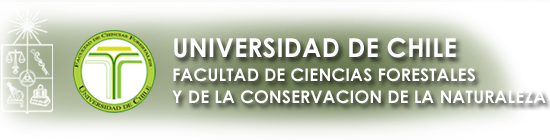 FACULTAD DE CIENCIAS FORESTALES
UNIVERSIDAD DE CHILE
UNIVERSIDAD DE CHILE
FACULTAD DE CIENCIAS FORESTALES
Y DE LA CONSERVACION DE LA NATURALEZA